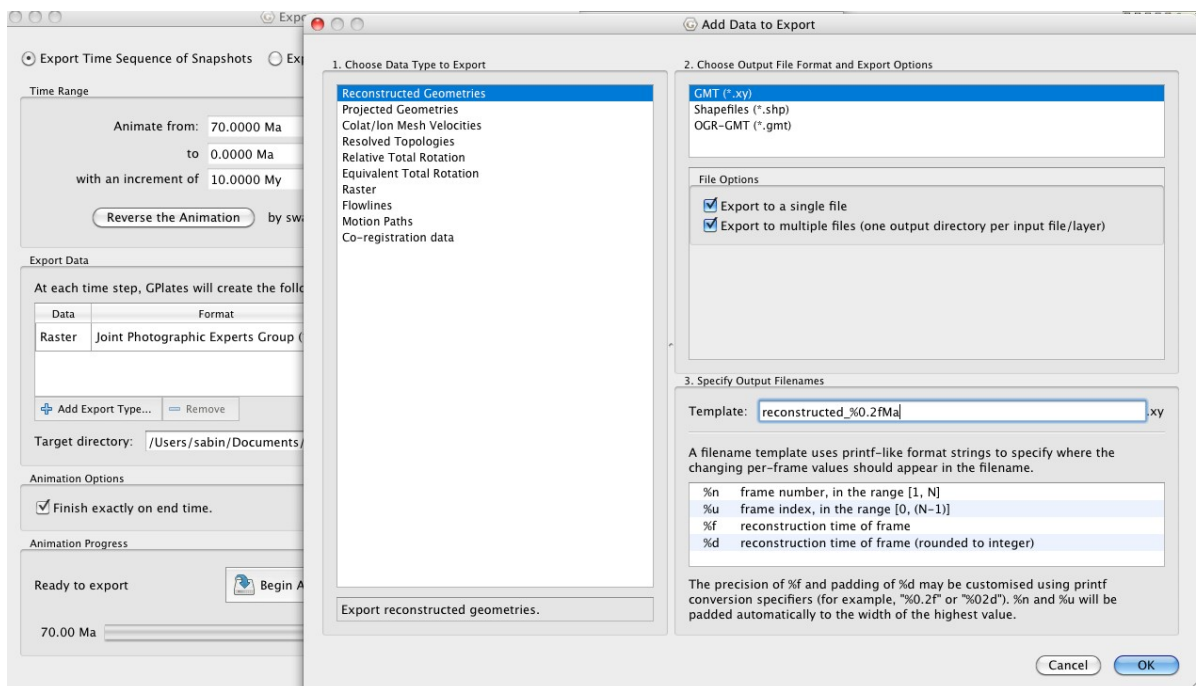 Expo
Export Time Sequence of Snapshots
Time Range
Animate from: 70.0000 Ma
to 0.0000 Ma
with an increment of 10.0000 My
Reverse the Animation by
Export Data
At each time step, GPlates will create the
Data Format
Raster Joint Photographic Experts Group (
Add Export Type... Remove
Target directory: /Users/sabin/Documents/
Animation Options
Finish exactly on end time.
Animation Progress
Ready to export Begin A
70.00 Ma
Add Data to Export
1. Choose Data Type to Export
Reconstructed Geometries
Projected Geometries
Colat/lon Mesh Velocities
Resolved Topologies
Relative Total Rotation
Equivalent Total Rotation
Raster
Flowlines
Motion Paths
Co-registration data
Export reconstructed geometries.
2. Choose Output File Format and Export Options
GMT (*.xy)
Shapefiles (*.shp)
OGR-GMT (*.gmt)
File Options
Export to a single file
Export to multiple files (one output directory per input file/layer)
3. Specify Output Filenames
Template: reconstructed_%0.2fMa .xy
A filename template uses printf-like format strings to specify where the
changing per-frame values should appear in the filename.
%n frame number, in the range [1, N]
%u frame index, in the range [0, (N-1)]
%f reconstruction time of frame
%d reconstruction time of frame (rounded to integer)
The precision of %f and padding of %d may be customised using printf
conversion specifiers (for example, "%0.2f" or "%02d"). %n and %u will be
padded automatically to the width of the highest value.
Cancel OK